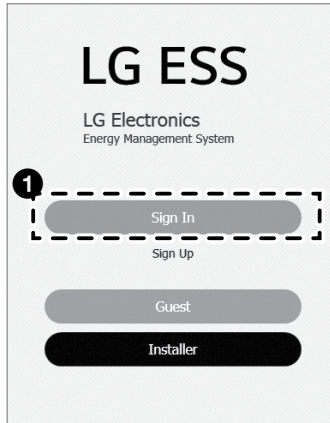 LG ESS
LG Electronics
Energy Management System
1
Sign In
Sign Up
Guest
Installer